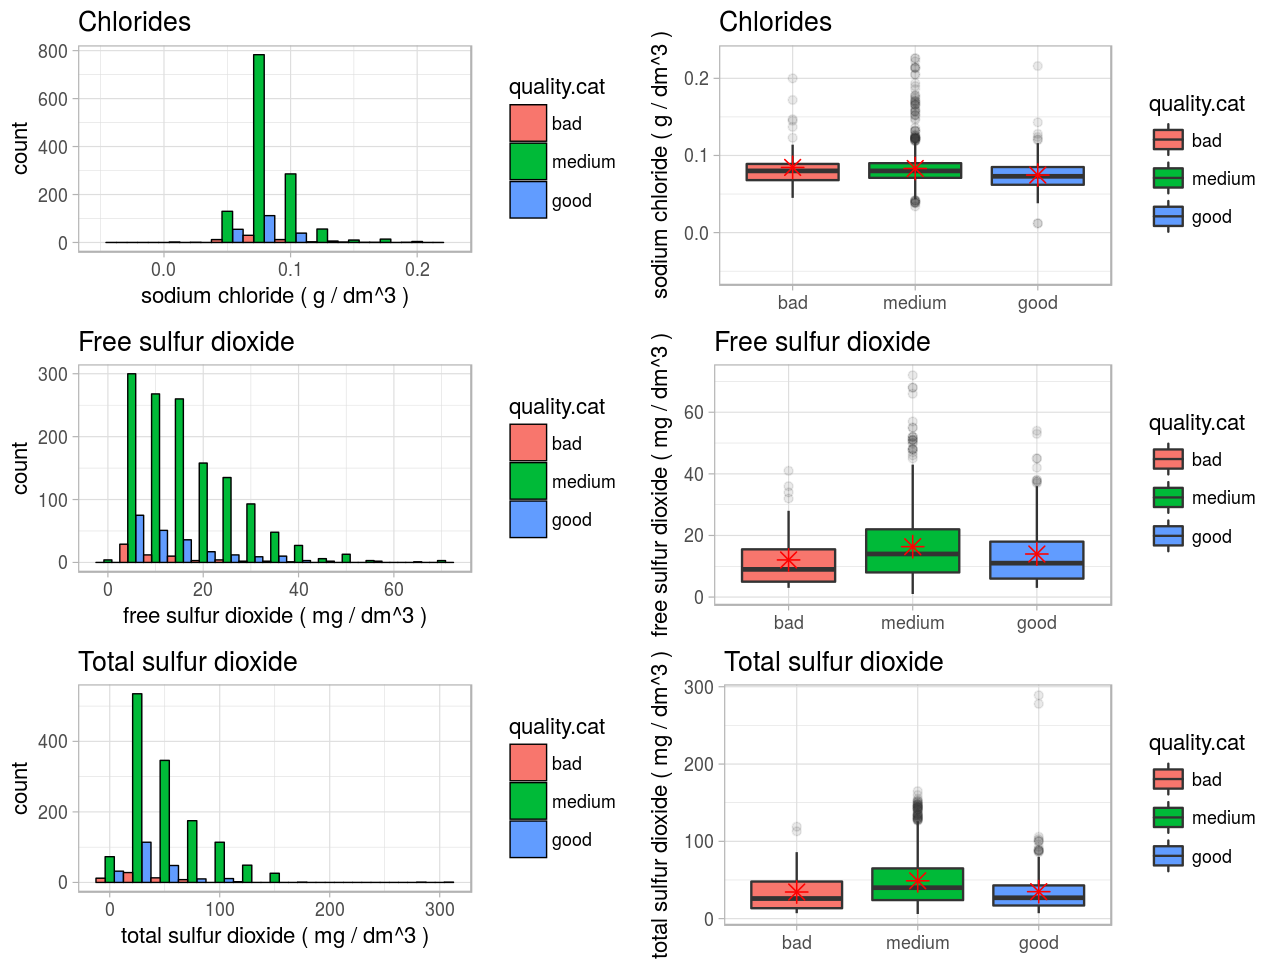 Chlorides
count
800
600
400
200
0
0.0 0.1 0.2
sodium chloride ( g / dm^3 )
quality.cat
bad
medium
good
Chlorides
sodium chloride ( g / dm^3 )
0.2
0.1
0.0
bad medium good
quality.cat
bad
medium
good
Free sulfur dioxide
count
300
200
100
0
0 20 40 60
free sulfur dioxide ( mg / dm^3 )
quality.cat
bad
medium
good
Free sulfur dioxide
free sulfur dioxide ( mg / dm^3 )
60
40
20
0
bad medium good
quality.cat
bad
medium
good
Total sulfur dioxide
count
400
200
0
0 100 200 300
total sulfur dioxide ( mg / dm^3 )
quality.cat
bad
medium
good
Total sulfur dioxide
total sulfur dioxide ( mg / dm^3 )
300
200
100
0
bad medium good
quality.cat
bad
medium
good